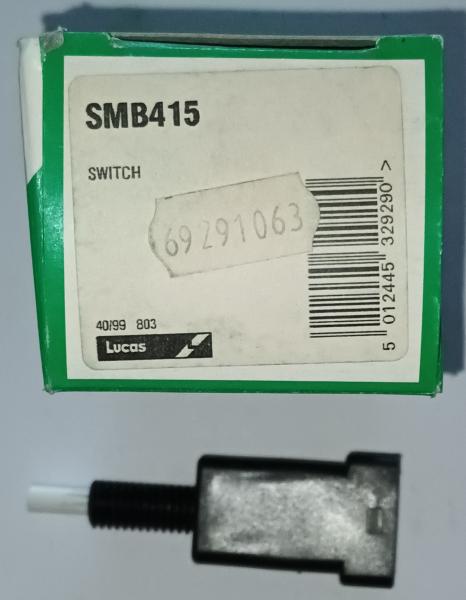 SMB415
SWITCH
69291063
5 012445 329290 >
40/99 803
Lucas